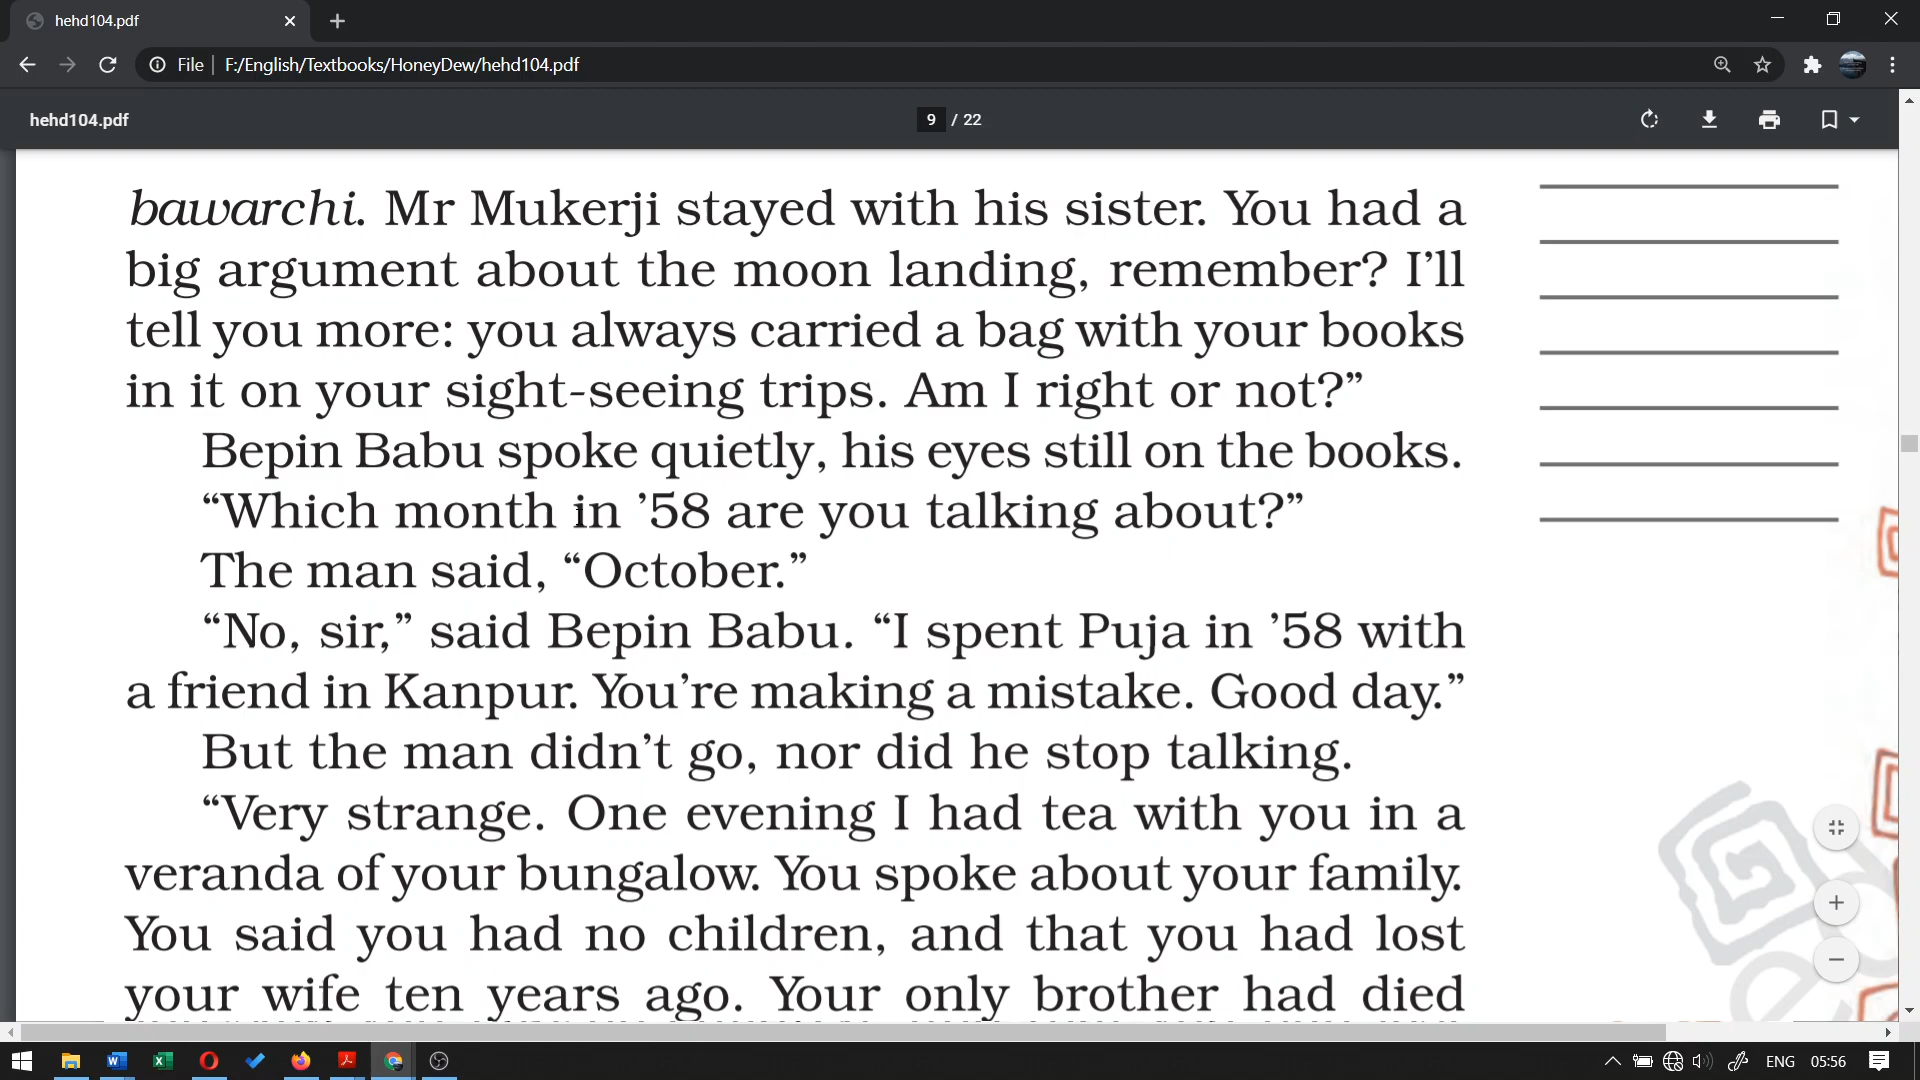 hehd104.pdf
File F:/English/Textbooks/HoneyDew/hehd104.pdf
hehd104.pdf 9 / 22
bawarchi. Mr Mukerji stayed with his sister. You had a
big argument about the moon landing, remember? I’ll
tell you more: you always carried a bag with your books
in it on your sight-seeing trips. Am I right or not?”
Bepin Babu spoke quietly, his eyes still on the books.
“Which month in ’58 are you talking about?”
The man said, “October.”
“No, sir,” said Bepin Babu. “I spent Puja in ’58 with
a friend in Kanpur. You’re making a mistake. Good day.”
But the man didn’t go, nor did he stop talking.
“Very strange. One evening I had tea with you in a
veranda of your bungalow. You spoke about your family.
You said you had no children, and that you had lost
your wife ten years ago. Your only brother had died
ENG 05:56